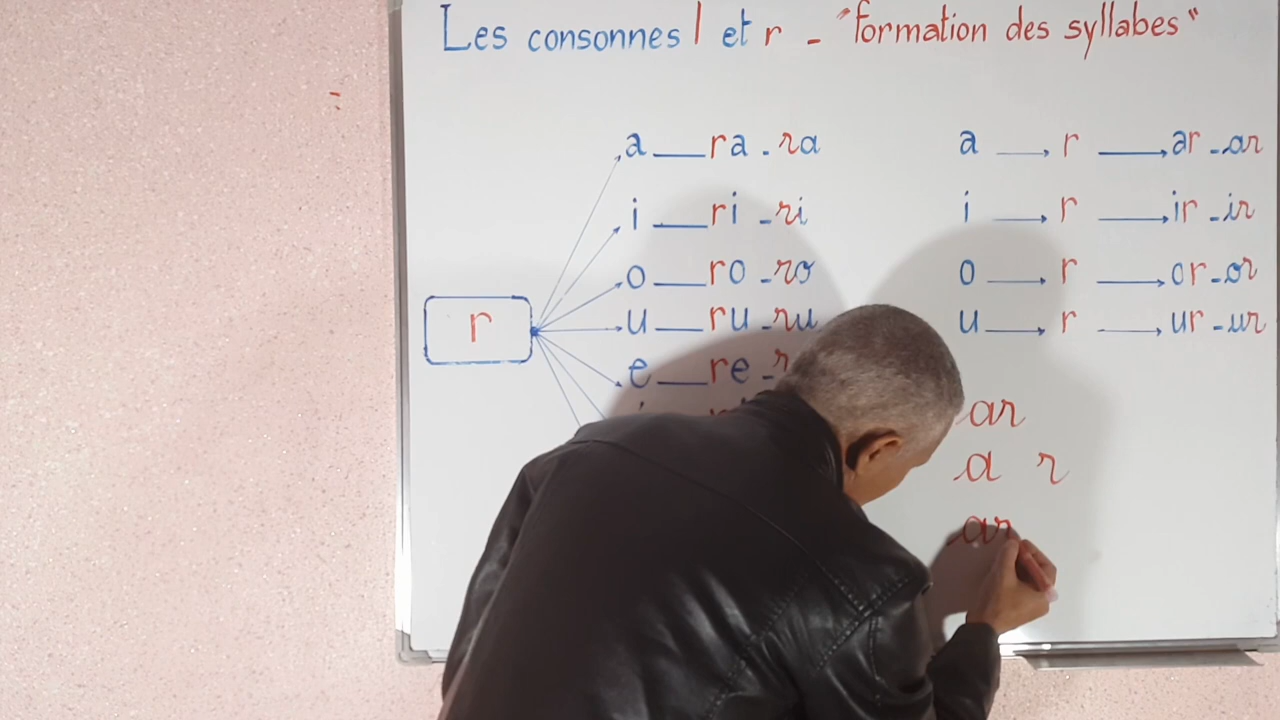 Les consonnes l et r - "formation des syllabes"
a ra - ra
i ri - ri
o ro - ro
u ru - ru
e re -
r
a r ar - ar
i r ir - ir
o r or - or
u r ur - ur
ar
a r
ar